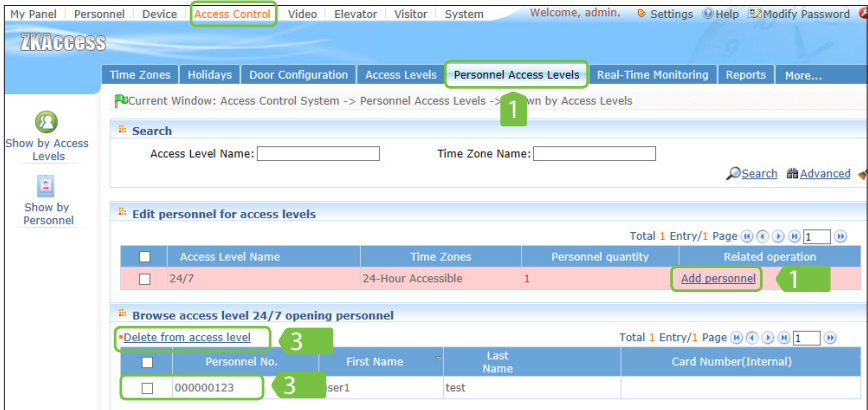 My Panel Personnel Device Access Control Video Elevator Visitor System Welcome, admin. Settings Help Modify Password
ZKAccess
Time Zones Holidays Door Configuration Access Levels Personnel Access Levels Real-Time Monitoring Reports More...
Current Window: Access Control System -> Personnel Access Levels -> wn by Access Levels
1
Show by Access
Levels
Show by
Personnel
Search
Access Level Name: Time Zone Name:
Search Advanced
Edit personnel for access levels
Total 1 Entry/1 Page 1
Access Level Name Time Zones Personnel quantity Related operation
24/7 24-Hour Accessible 1 Add personnel 1
Browse access level 24/7 opening personnel
Delete from access level 3 Total 1 Entry/1 Page 1
Personnel No. First Name Last
Name Card Number(Internal)
000000123 3 user1 test